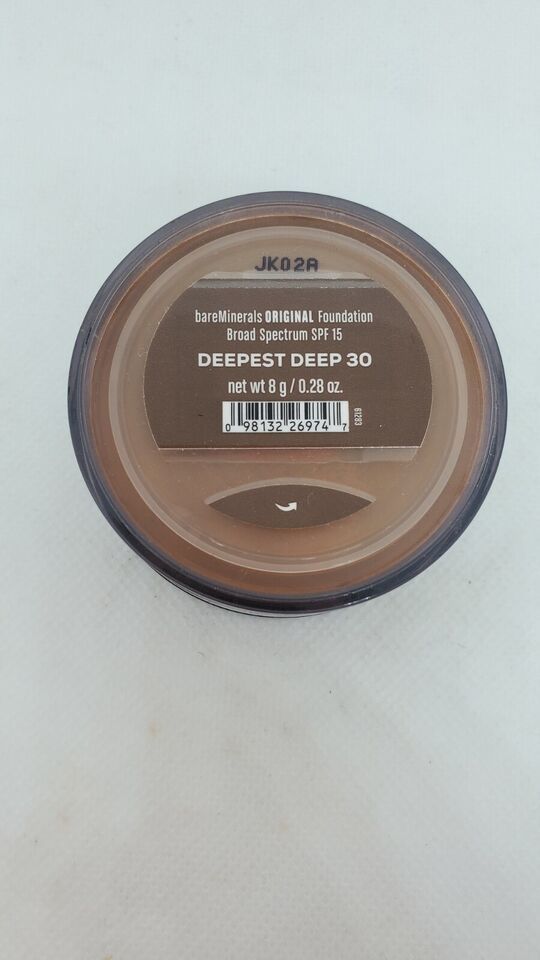 JK02A
bareMinerals ORIGINAL Foundation
Broad Spectrum SPF 15
DEEPEST DEEP 30
net wt 8 g / 0.28 oz.
61283
0 98132 26974 7